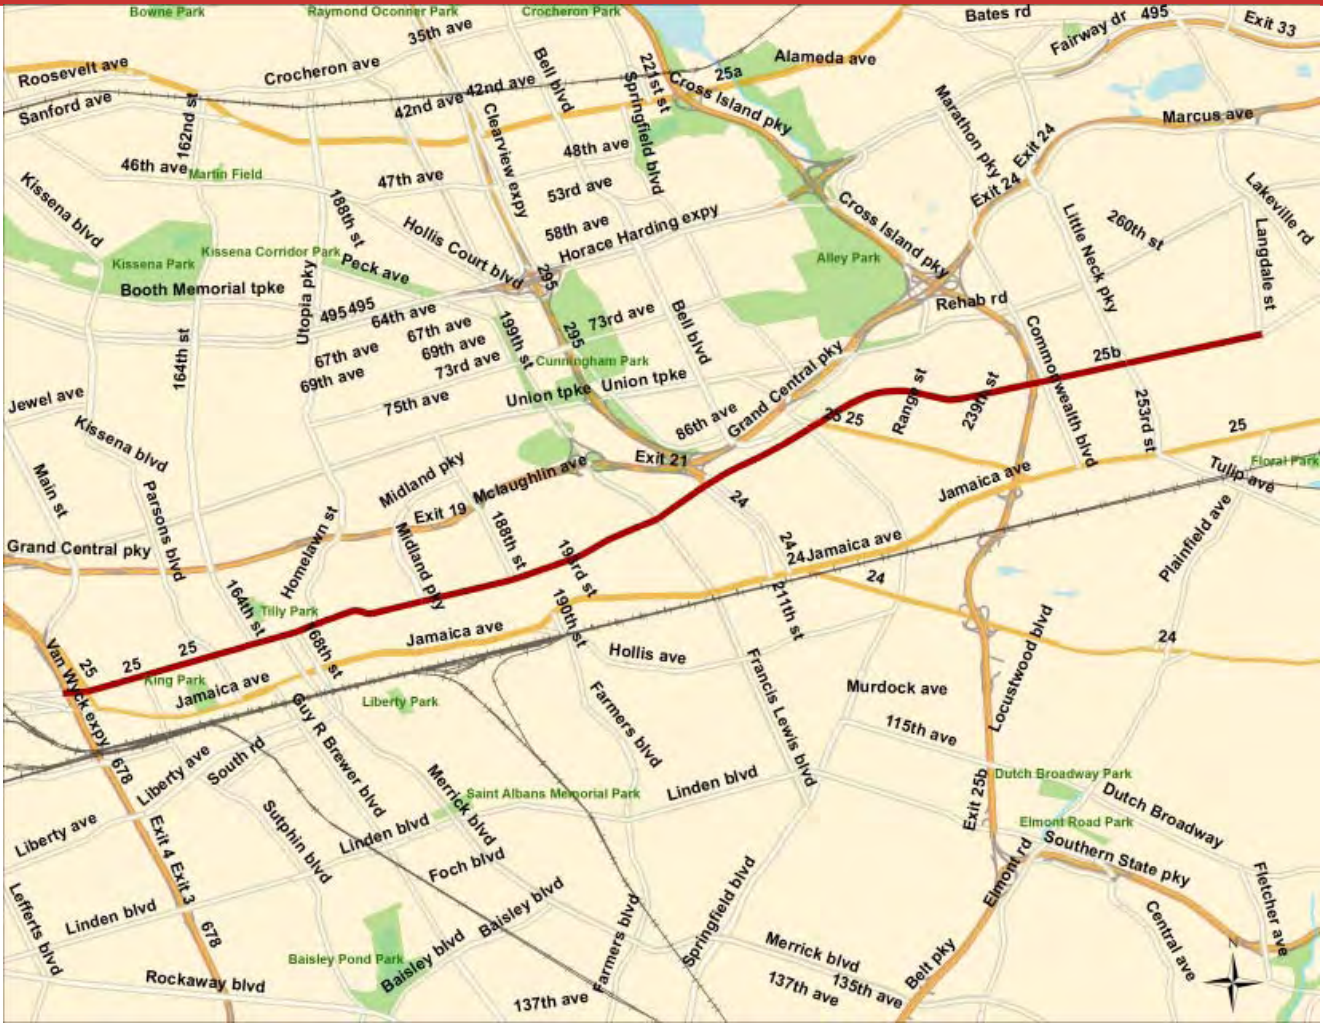 Bowne Park
Raymond Oconner Park
Crocheron Park
Bates rd
Fairway dr
495
Exit 33
35th ave
Roosevelt ave
Crocheron ave
Bell blvd
221st st
25a
Alameda ave
Sanford ave
42nd ave
42nd ave
Springfield blvd
Cross Island pky
Marathon pky
Marcus ave
162nd st
Clearview expy
48th ave
Exit 24
46th ave
Martin Field
47th ave
53rd ave
Exit 24
Kissena blvd
188th st
58th ave
Cross Island pky
Lakeville rd
Hollis Court blvd
Horace Harding expy
Little Neck pky
260th st
Langdale st
Kissena Park
Kissena Corridor Park
Peck ave
295
Alley Park
Booth Memorial tpke
Utopia pky
495
495
64th ave
Rehab rd
67th ave
199th st
295
73rd ave
Bell blvd
164th st
67th ave
69th ave
Commonwealth blvd
69th ave
73rd ave
Cunningham Park
Grand Central pky
25b
Jewel ave
75th ave
Union tpke
Union tpke
Range st
239th st
253rd st
86th ave
25
25
25
Kissena blvd
Midland pky
Mclaughlin ave
Exit 21
Jamaica ave
Tulip ave
Floral Park
Main st
Parsons blvd
Exit 19
24
Plainfield ave
Grand Central pky
Homelawn st
Midland pky
188th st
193rd st
24
24
Jamaica ave
24
164th st
Tilly Park
168th st
Jamaica ave
190th st
211th st
24
Van Wyck expy
25
25
25
Hollis ave
King Park
Jamaica ave
Liberty Park
Farmers blvd
Francis Lewis blvd
Murdock ave
Locustwood blvd
Guy R Brewer blvd
115th ave
678
Liberty ave
South rd
Merrick blvd
Saint Albans Memorial Park
Linden blvd
Exit 25b
Dutch Broadway Park
Dutch Broadway
Liberty ave
Exit 4
Exit 3
Sutphin blvd
Linden blvd
Elmont Road Park
Elmont rd
Southern State pky
Foch blvd
Lefferts blvd
Linden blvd
678
Baisley blvd
Springfield blvd
Fletcher ave
Farmers blvd
Central ave
Baisley Pond Park
Baisley blvd
Merrick blvd
Belt pky
N
Rockaway blvd
137th ave
137th ave
135th ave